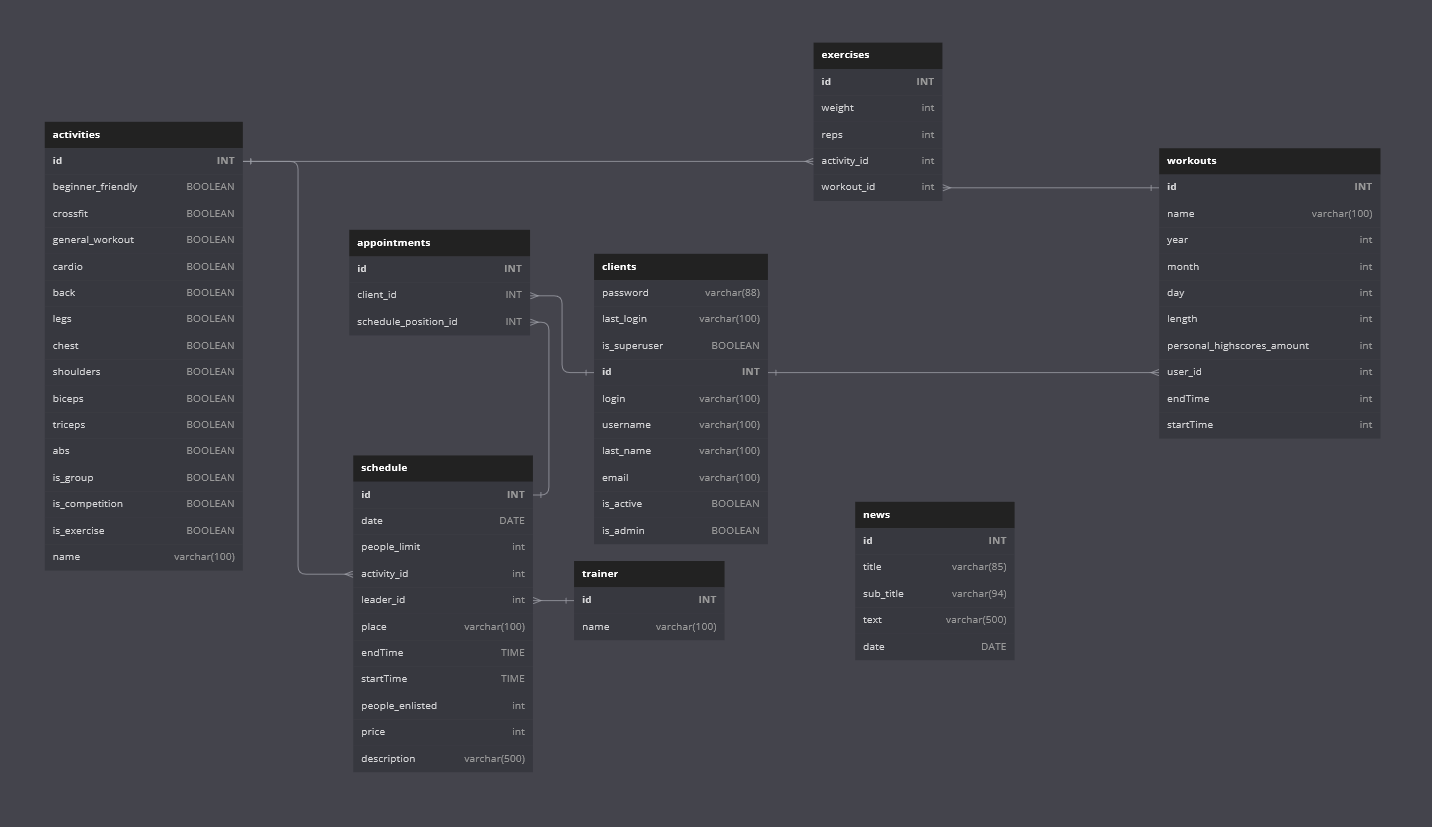 exercises
id INT
weight int
reps int
activity_id int
workout_id int
activities
id INT
beginner_friendly BOOLEAN
crossfit BOOLEAN
general_workout BOOLEAN
cardio BOOLEAN
back BOOLEAN
legs BOOLEAN
chest BOOLEAN
shoulders BOOLEAN
biceps BOOLEAN
triceps BOOLEAN
abs BOOLEAN
is_group BOOLEAN
is_competition BOOLEAN
is_exercise BOOLEAN
name varchar(100)
workouts
id INT
name varchar(100)
year int
month int
day int
length int
personal_highscores_amount int
user_id int
endTime int
startTime int
appointments
id INT
client_id INT
schedule_position_id INT
clients
password varchar(88)
last_login varchar(100)
is_superuser BOOLEAN
id INT
login varchar(100)
username varchar(100)
last_name varchar(100)
email varchar(100)
is_active BOOLEAN
is_admin BOOLEAN
schedule
id INT
date DATE
people_limit int
activity_id int
leader_id int
place varchar(100)
endTime TIME
startTime TIME
people_enlisted int
price int
description varchar(500)
trainer
id INT
name varchar(100)
news
id INT
title varchar(85)
sub_title varchar(94)
text varchar(500)
date DATE